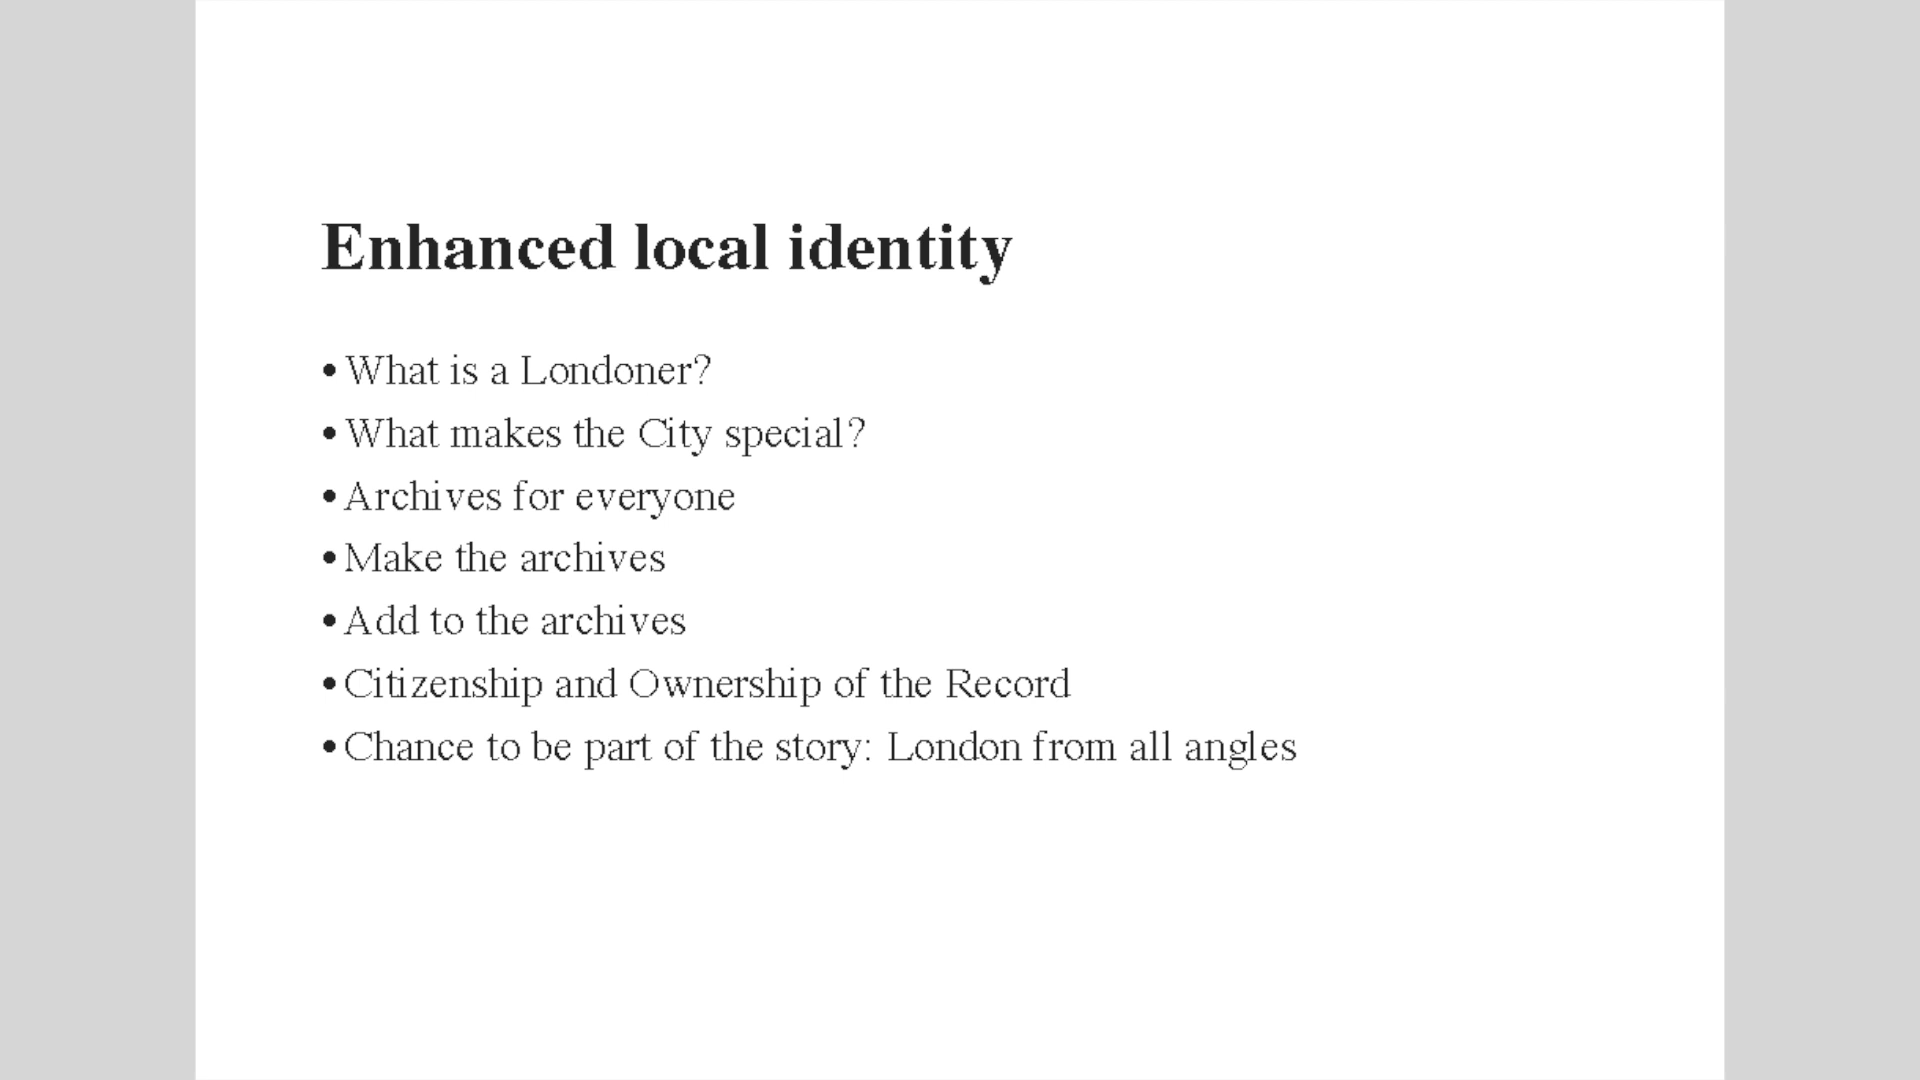 Enhanced local identity
• What is a Londoner?
• What makes the City special?
• Archives for everyone
• Make the archives
• Add to the archives
• Citizenship and Ownership of the Record
• Chance to be part of the story: London from all angles